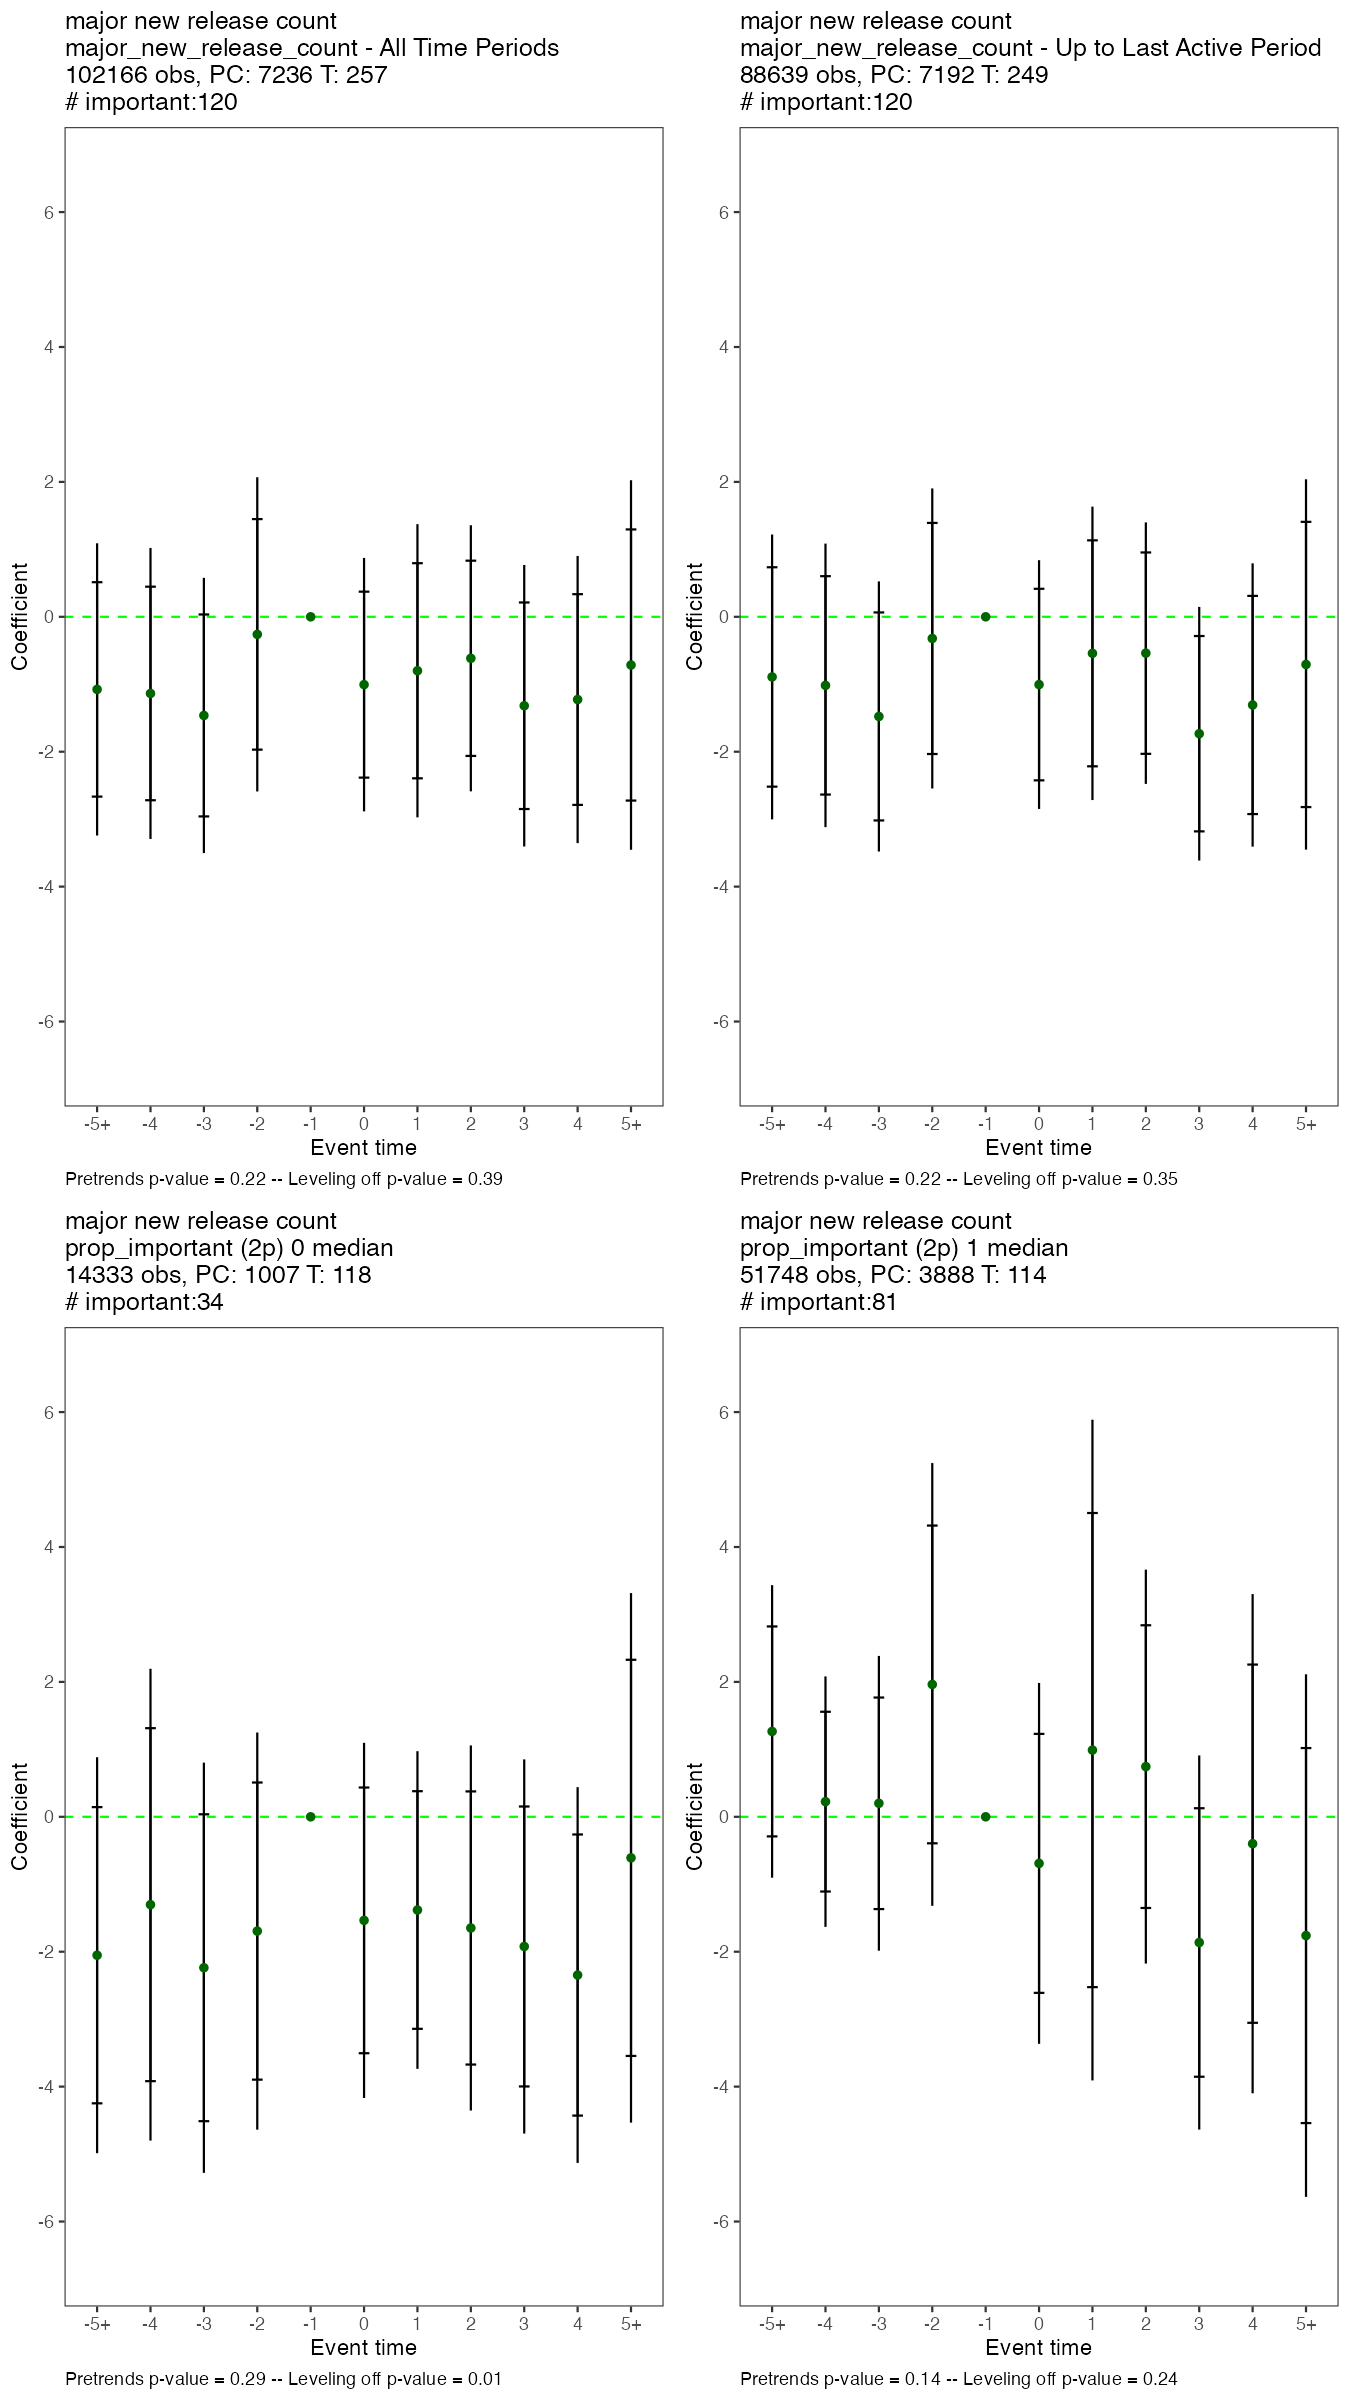 major new release count
major_new_release_count - All Time Periods
102166 obs, PC: 7236 T: 257
# important:120
6
4
2
0
-2
-4
-6
Coefficient
-5+ -4 -3 -2 -1 0 1 2 3 4 5+
Event time
Pretrends p-value = 0.22 -- Leveling off p-value = 0.39
major new release count
major_new_release_count - Up to Last Active Period
88639 obs, PC: 7192 T: 249
# important:120
6
4
2
0
-2
-4
-6
Coefficient
-5+ -4 -3 -2 -1 0 1 2 3 4 5+
Event time
Pretrends p-value = 0.22 -- Leveling off p-value = 0.35
major new release count
prop_important (2p) 0 median
14333 obs, PC: 1007 T: 118
# important:34
6
4
2
0
-2
-4
-6
Coefficient
-5+ -4 -3 -2 -1 0 1 2 3 4 5+
Event time
Pretrends p-value = 0.29 -- Leveling off p-value = 0.01
major new release count
prop_important (2p) 1 median
51748 obs, PC: 3888 T: 114
# important:81
6
4
2
0
-2
-4
-6
Coefficient
-5+ -4 -3 -2 -1 0 1 2 3 4 5+
Event time
Pretrends p-value = 0.14 -- Leveling off p-value = 0.24